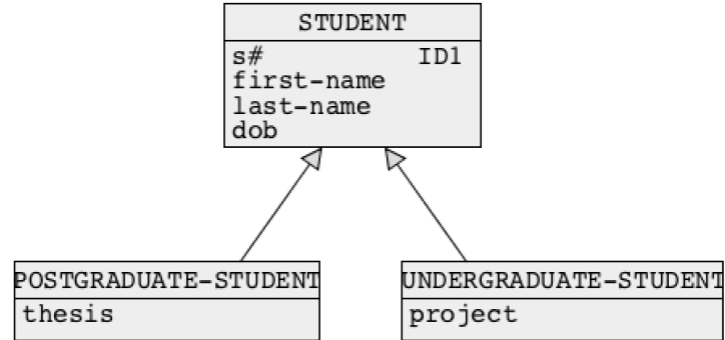 STUDENT
s# ID1
first-name
last-name
dob
POSTGRADUATE-STUDENT
thesis
UNDERGRADUATE-STUDENT
project